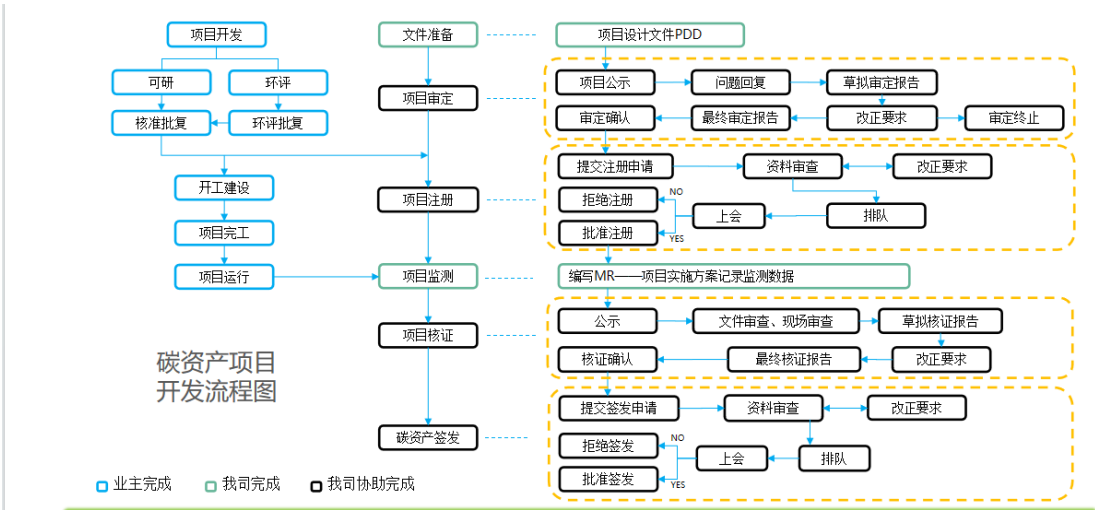 项目开发
文件准备
项目设计文件PDD
可研
环评
项目审定
项目公示
问题回复
草拟审定报告
核准批复
环评批复
审定确认
最终审定报告
改正要求
审定终止
开工建设
项目注册
提交注册申请
资料审查
改正要求
拒绝注册
NO
上会
排队
批准注册
YES
项目完工
项目运行
项目监测
编写MR——项目实施方案记录监测数据
项目核证
公示
文件审查、现场审查
草拟核证报告
核证确认
最终核证报告
改正要求
碳资产项目
开发流程图
碳资产签发
提交签发申请
资料审查
改正要求
拒绝签发
NO
上会
排队
批准签发
YES
业主完成
我司完成
我司协助完成